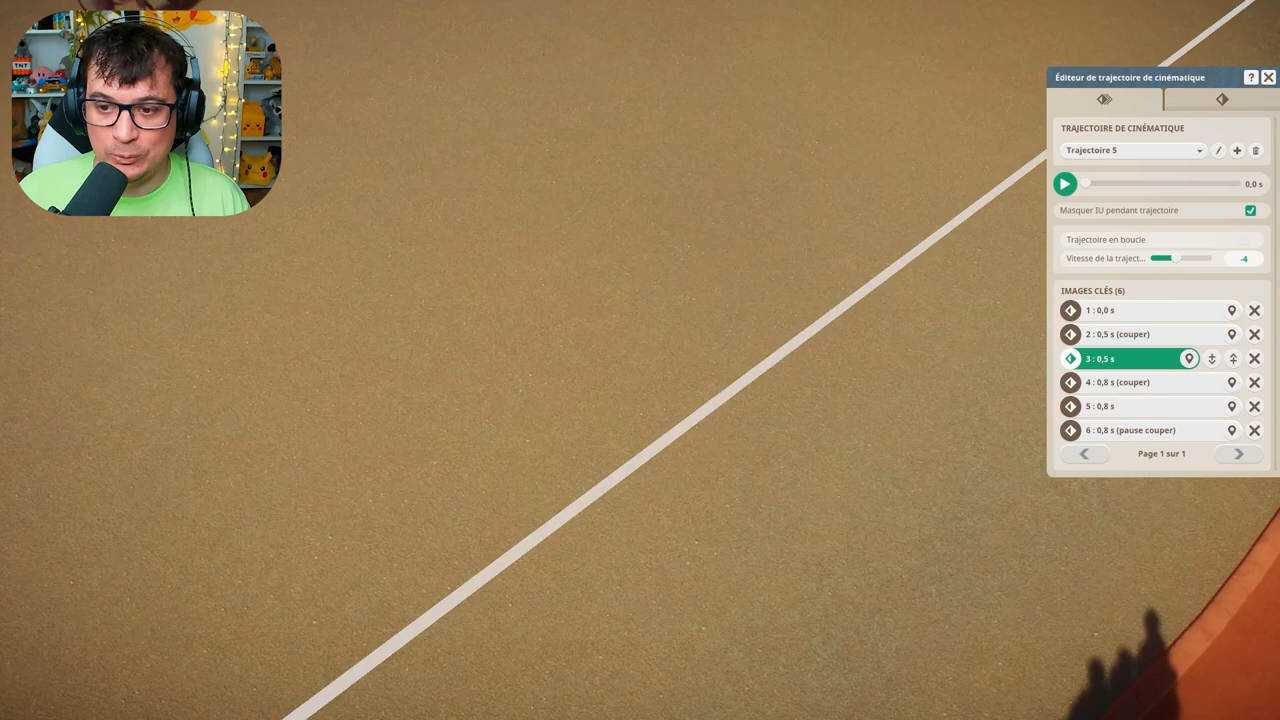 TNT
Éditeur de trajectoire de cinématique
?
TRAJECTOIRE DE CINÉMATIQUE
Trajectoire 5
0,0 s
Masquer IU pendant trajectoire
Trajectoire en boucle
Vitesse de la traject...
-4
IMAGES CLÉS (6)
1 : 0,0 s
2 : 0,5 s (couper)
3 : 0,5 s
4 : 0,8 s (couper)
5 : 0,8 s
6 : 0,8 s (pause couper)
Page 1 sur 1